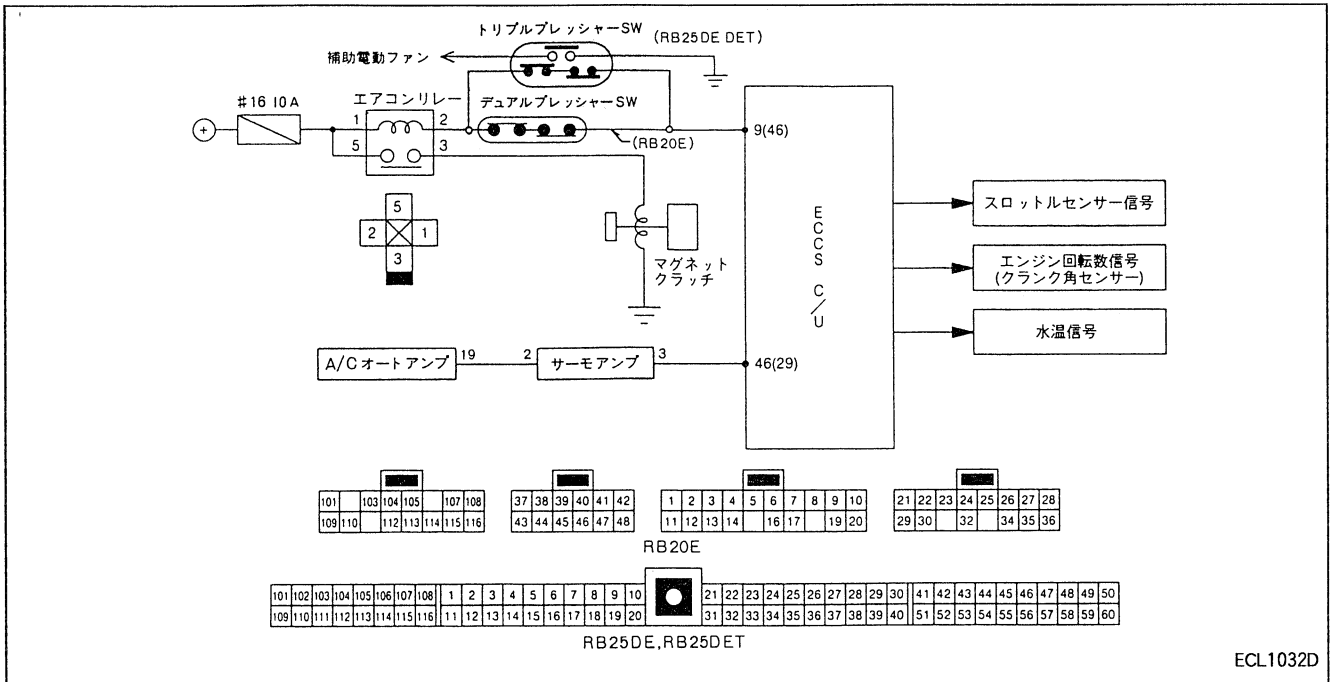 トリプルプレッシャーSW
(RB25DE DET)
補助電動ファン
#16 10A
エアコンリレー
デュアルプレッシャーSW
1
2
5
3
(RB20E)
9(46)
5
2
1
3
マグネット
クラッチ
ECCS C/U
スロットルセンサー信号
エンジン回転数信号
(クランク角センサー)
水温信号
A/Cオートアンプ
19
2
サーモアンプ
3
46(29)
101 103 104 105 107 108
109 110 112 113 114 115 116
37 38 39 40 41 42
43 44 45 46 47 48
1 2 3 4 5 6 7 8 9 10
11 12 13 14 16 17 19 20
21 22 23 24 25 26 27 28
29 30 32 34 35 36
RB20E
101 102 103 104 105 106 107 108 1 2 3 4 5 6 7 8 9 10 21 22 23 24 25 26 27 28 29 30 41 42 43 44 45 46 47 48 49 50
109 110 111 112 113 114 115 116 11 12 13 14 15 16 17 18 19 20 31 32 33 34 35 36 37 38 39 40 51 52 53 54 55 56 57 58 59 60
RB25DE,RB25DET
ECL1032D